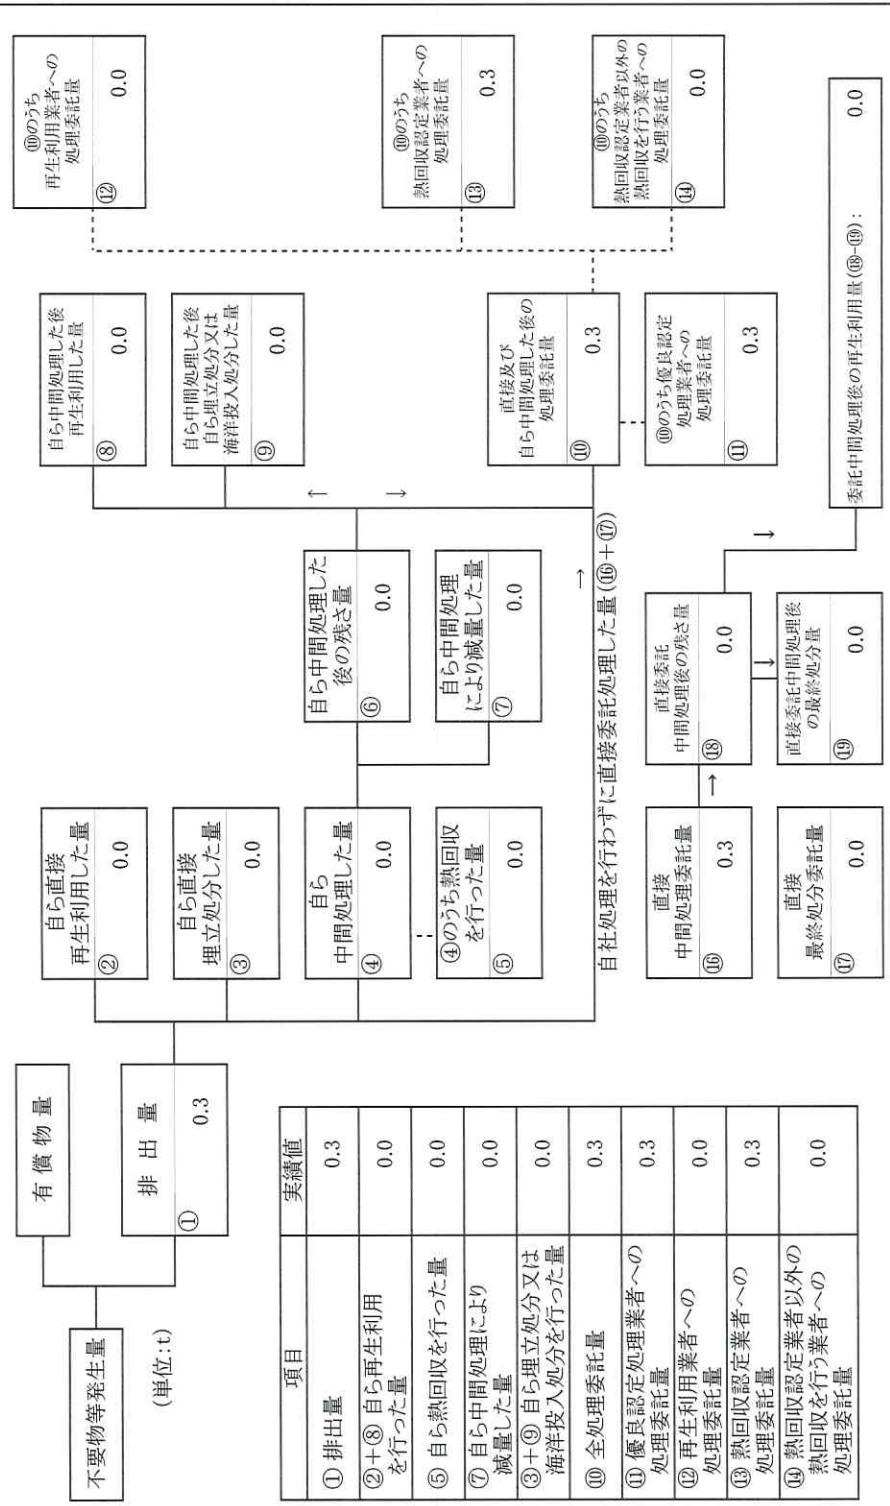 不要物等発生量
(単位:t)
有償物量
排出量
①
0.3
自ら直接
再生利用した量
②
0.0
自ら直接
埋立処分した量
③
0.0
自ら
中間処理した量
④
0.0
④のうち熱回収
を行った量
⑤
0.0
自ら中間処理した
後の残さ量
⑥
0.0
自ら中間処理
により減量した量
⑦
0.0
自ら中間処理した後
再生利用した量
⑧
0.0
自ら中間処理した後
自ら埋立処分又は
海洋投入処分した量
⑨
0.0
↑
↓
→
直接及び
自ら中間処理した後の
処理委託量
⑩
0.3
⑩のうち優良認定
処理業者への
処理委託量
⑪
0.3
⑩のうち
再生利用業者への
処理委託量
⑫
0.0
⑩のうち
熱回収認定業者への
処理委託量
⑬
0.3
⑩のうち
熱回収認定業者以外の
熱回収を行う業者への
処理委託量
⑭
0.0
自社処理を行わずに直接委託処理した量(⑯+⑰)
直接
中間処理委託量
⑯
0.3
→
直接
最終処分委託量
⑰
0.0
直接委託
中間処理後の残さ量
⑱
0.0
↓
↓
直接委託中間処理後
の最終処分量
⑲
0.0
委託中間処理後の再生利用量(⑱-⑲): 0.0
項目 実績値
① 排出量 0.3
②+⑧ 自ら再生利用
を行った量 0.0
⑤ 自ら熱回収を行った量 0.0
⑦ 自ら中間処理により
減量した量 0.0
③+⑨ 自ら埋立処分又は
海洋投入処分を行った量 0.0
⑩ 全処理委託量 0.3
⑪ 優良認定処理業者への
処理委託量 0.3
⑫ 再生利用業者への
処理委託量 0.0
⑬ 熱回収認定業者への
処理委託量 0.3
⑭ 熱回収認定業者以外の
熱回収を行う業者への
処理委託量 0.0